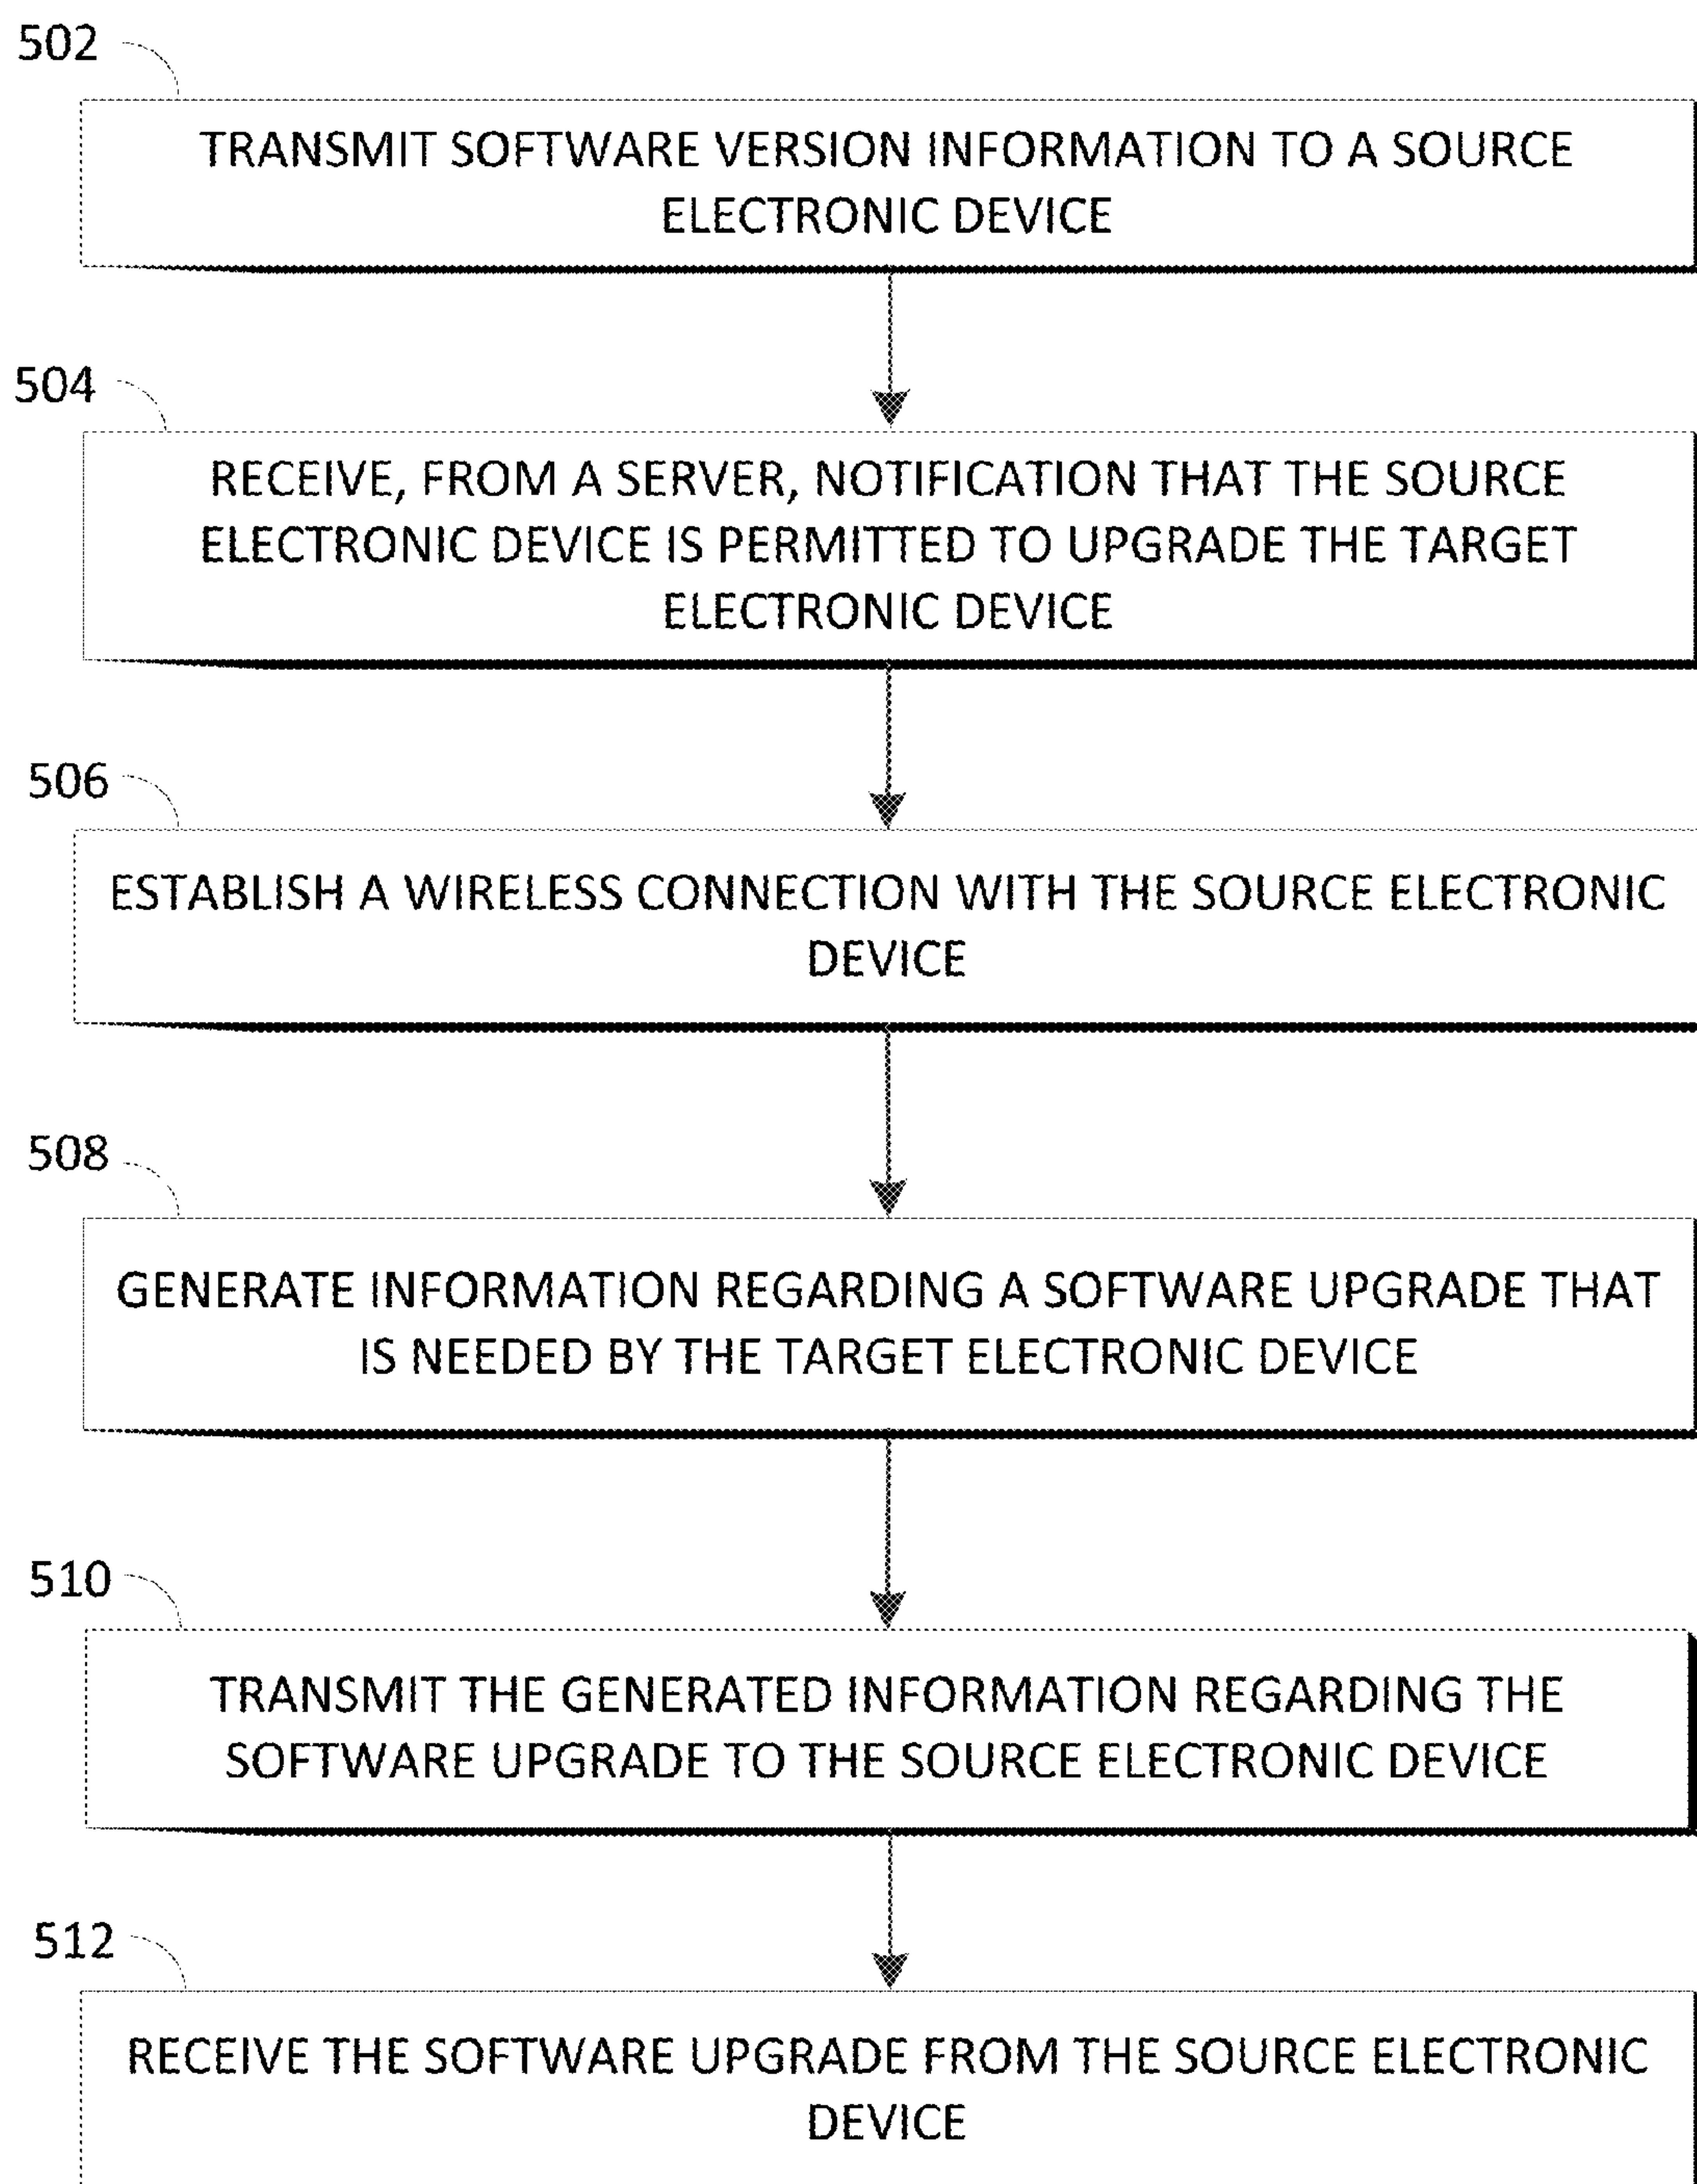 502
TRANSMIT SOFTWARE VERSION INFORMATION TO A SOURCE
ELECTRONIC DEVICE
504
RECEIVE, FROM A SERVER, NOTIFICATION THAT THE SOURCE
ELECTRONIC DEVICE IS PERMITTED TO UPGRADE THE TARGET
ELECTRONIC DEVICE
506
ESTABLISH A WIRELESS CONNECTION WITH THE SOURCE ELECTRONIC
DEVICE
508
GENERATE INFORMATION REGARDING A SOFTWARE UPGRADE THAT
IS NEEDED BY THE TARGET ELECTRONIC DEVICE
510
TRANSMIT THE GENERATED INFORMATION REGARDING THE
SOFTWARE UPGRADE TO THE SOURCE ELECTRONIC DEVICE
512
RECEIVE THE SOFTWARE UPGRADE FROM THE SOURCE ELECTRONIC
DEVICE